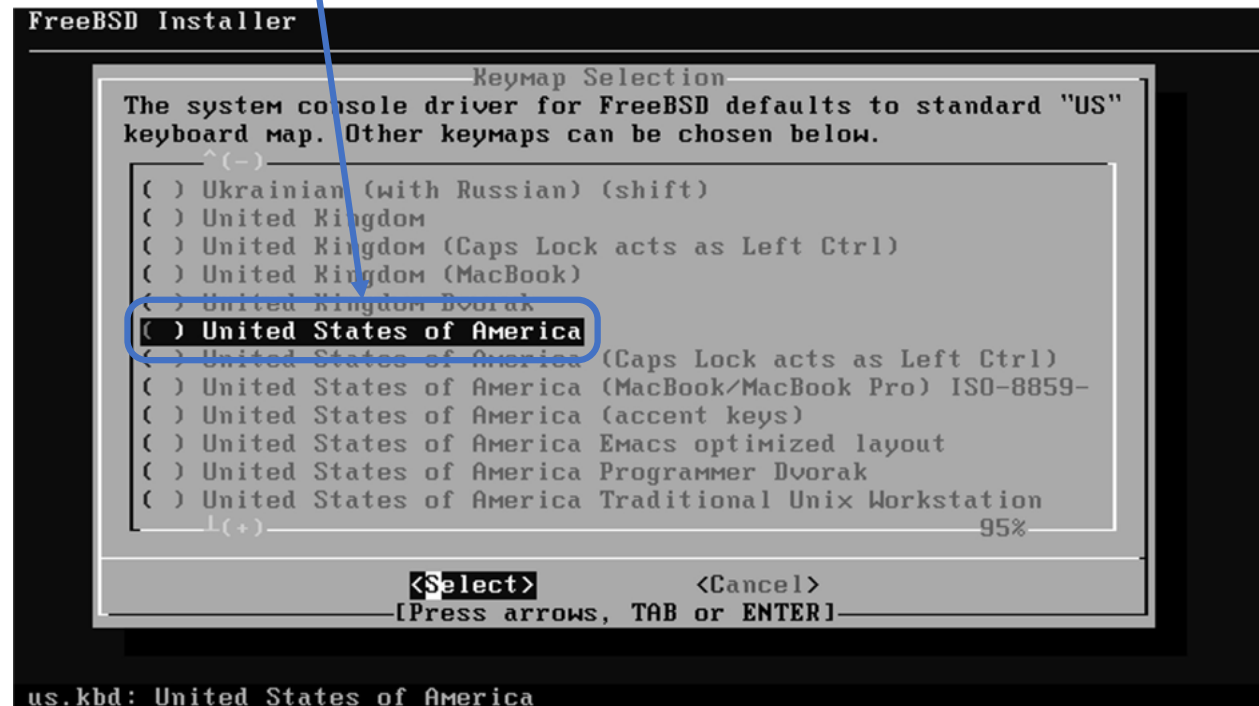 FreeBSD Installer
Keymap Selection
The system console driver for FreeBSD defaults to standard "US"
keyboard map. Other keymaps can be chosen below.
^(-)
( ) Ukrainian (with Russian) (shift)
( ) United Kingdom
( ) United Kingdom (Caps Lock acts as Left Ctrl)
( ) United Kingdom (MacBook)
( ) United Kingdom Dvorak
( ) United States of America
( ) United States of America (Caps Lock acts as Left Ctrl)
( ) United States of America (MacBook/MacBook Pro) ISO-8859-
( ) United States of America (accent keys)
( ) United States of America Emacs optimized layout
( ) United States of America Programmer Dvorak
( ) United States of America Traditional Unix Workstation
(+) 95%
<Select> <Cancel>
[Press arrows, TAB or ENTER]
us.kbd: United States of America